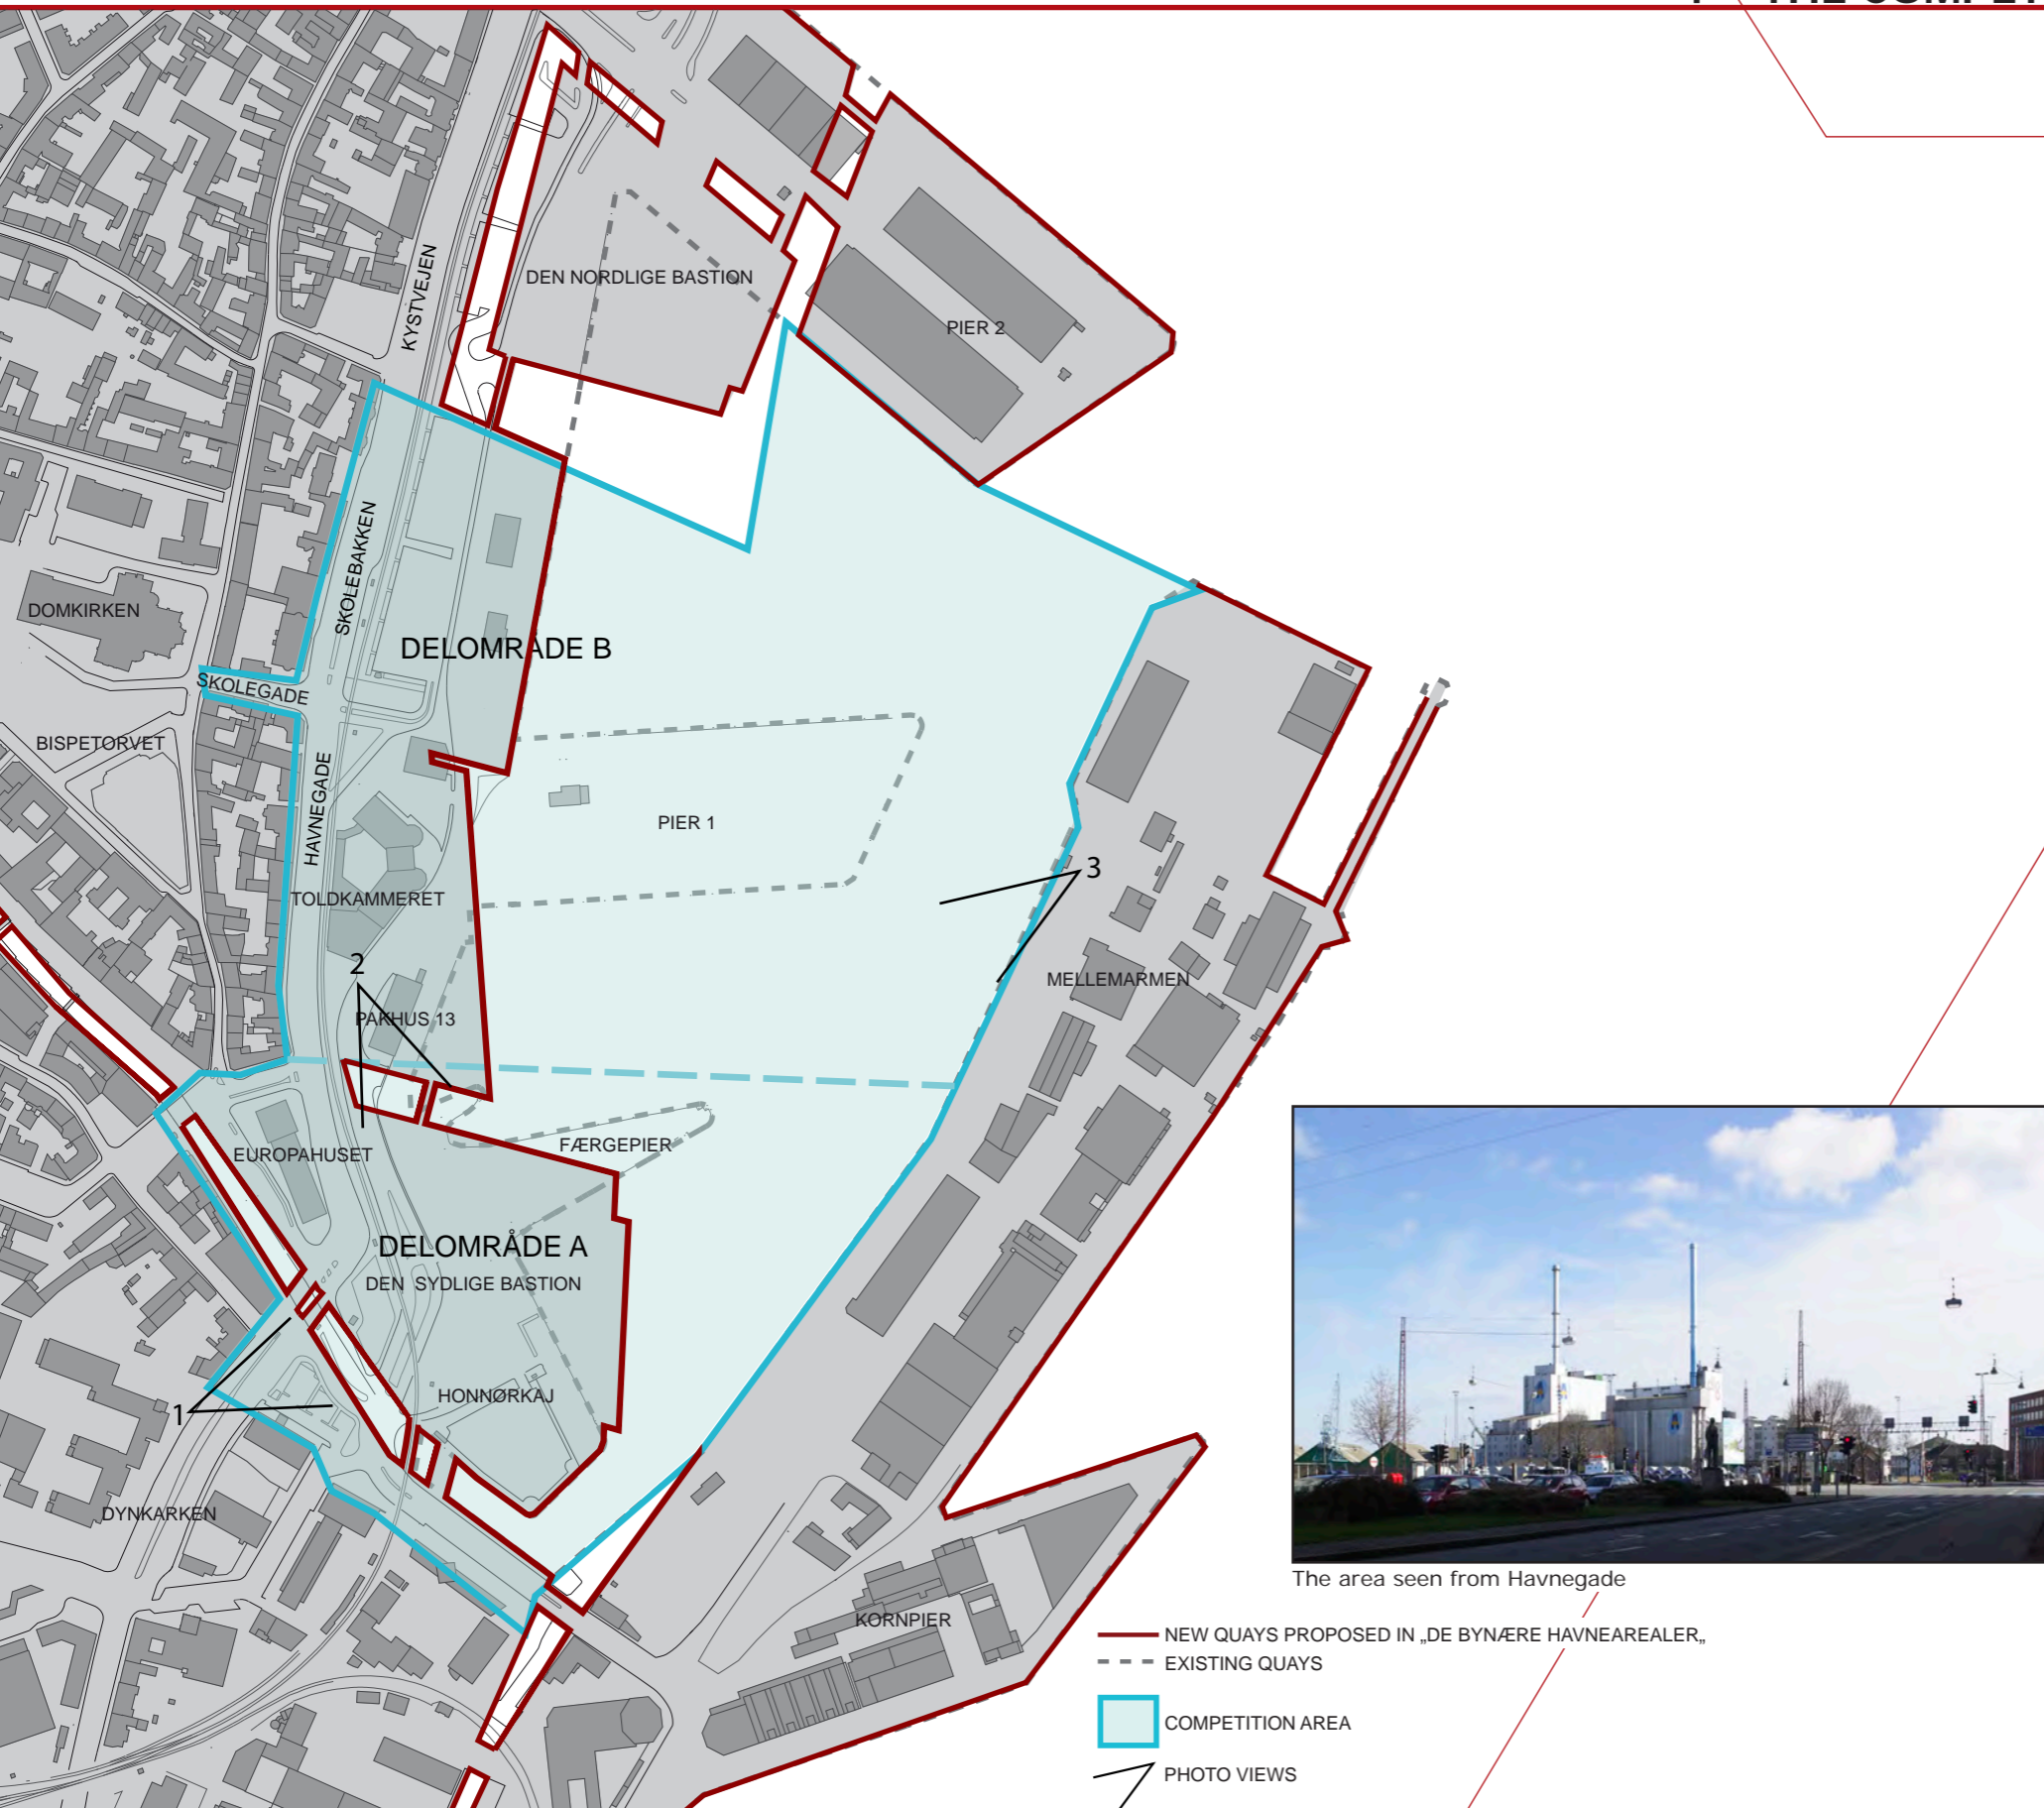 KYSTVEJEN
DEN NORDLIGE BASTION
PIER 2
SKOLEBAKKEN
DOMKIRKEN
DELOMRÅDE B
SKOLEGADE
BISPETORVET
HAVNEGADE
PIER 1
3
TOLDKAMMERET
2
MELLEMARMEN
PAKHUS 13
FÆRGEPIER
EUROPAHUSET
DELOMRÅDE A
DEN SYDLIGE BASTION
HONNØRKAJ
1
DYNKARKEN
The area seen from Havnegade
KORNPIER
NEW QUAYS PROPOSED IN „DE BYNÆRE HAVNEAREALER„
EXISTING QUAYS
COMPETITION AREA
PHOTO VIEWS